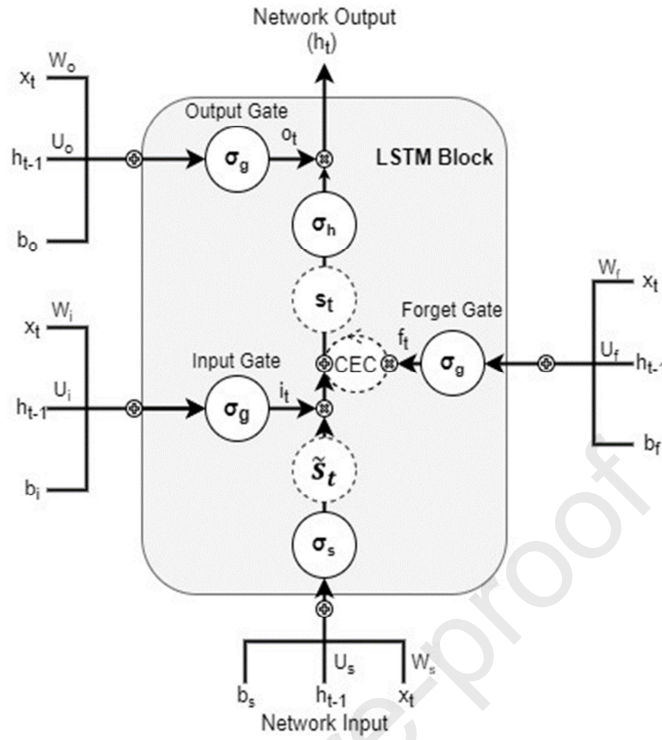 Network Output
(hₜ)
Wₒ
xₜ
Output Gate
oₜ
Uₒ
hₜ₋₁
σg
LSTM Block
bₒ
σₕ
Wf
xₜ
sₜ
Forget Gate
Wᵢ
xₜ
fₜ
Input Gate
CEC
σg
Uf
hₜ₋₁
Uᵢ
iₜ
hₜ₋₁
σg
bf
s̃ₜ
bᵢ
σₛ
Uₛ
Wₛ
bₛ
hₜ₋₁
xₜ
Network Input
re-proof